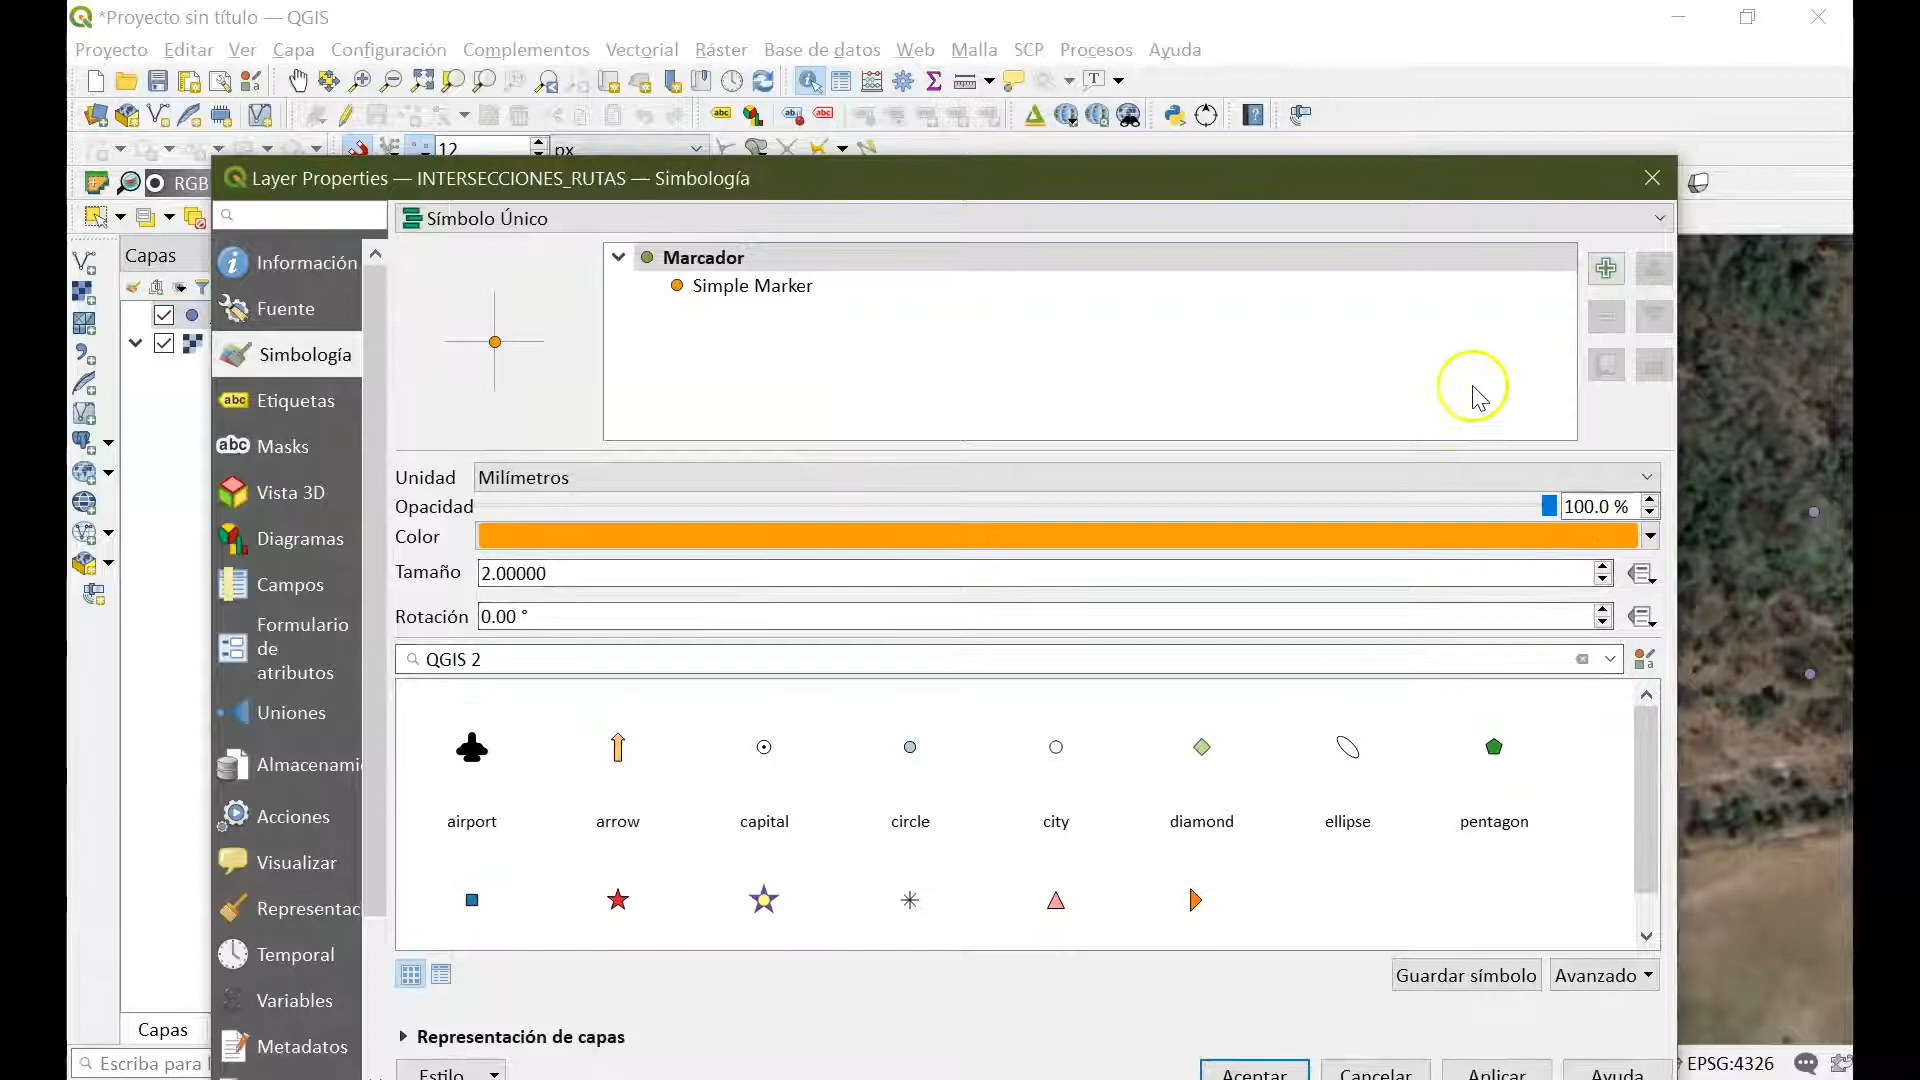 *Proyecto sin título — QGIS
Proyecto Editar Ver Capa Configuración Complementos Vectorial Ráster Base de datos Web Malla SCP Procesos Ayuda
12 px
RGB
Layer Properties — INTERSECCIONES_RUTAS — Simbología
Símbolo Único
Capas
Información
Fuente
Simbología
Etiquetas
Masks
Vista 3D
Diagramas
Campos
Formulario
de
atributos
Uniones
Almacenami
Acciones
Visualizar
Representac
Temporal
Variables
Metadatos
Marcador
Simple Marker
Unidad Milímetros
Opacidad 100.0 %
Color
Tamaño 2.00000
Rotación 0.00 °
QGIS 2
airport arrow capital circle city diamond ellipse pentagon
Guardar símbolo Avanzado
Representación de capas
Estilo
Aceptar Cancelar Aplicar Ayuda
Capas
Escriba para
EPSG:4326